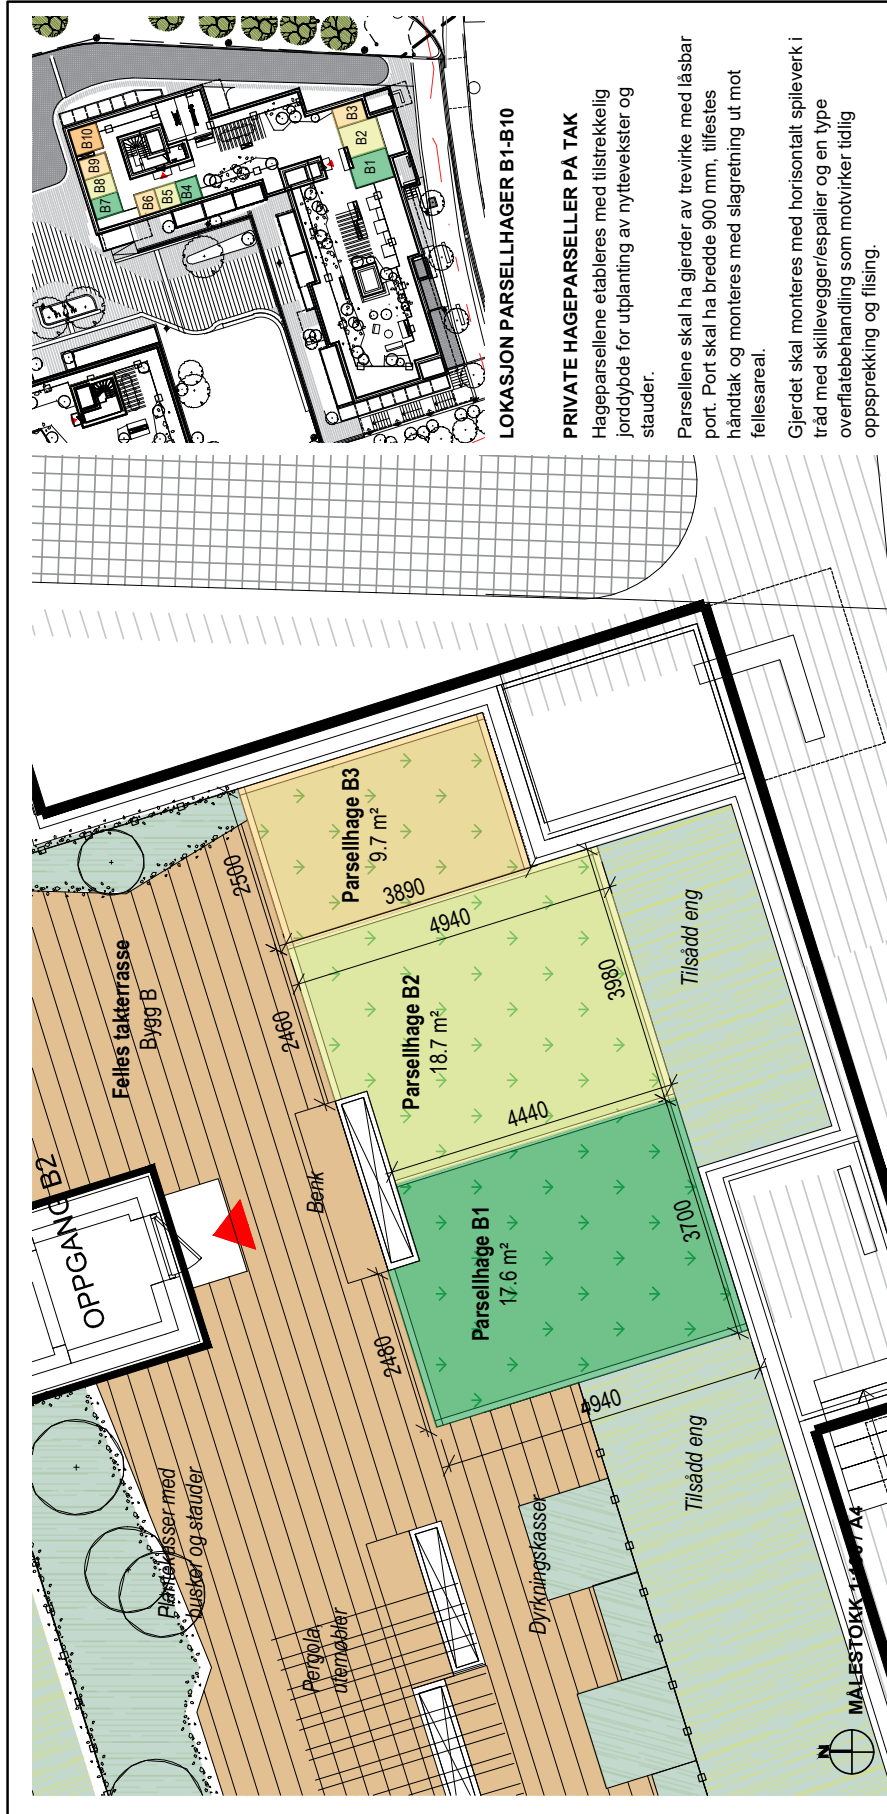 LOKASJON PARSELLHAGER B1-B10
PRIVATE HAGEPARSELLER PÅ TAK
Hageparsellene etableres med tilstrekkelig
jorddybde for utplanting av nyttevekster og
stauder.
Parsellene skal ha gjerder av trevirke med låsbar
port. Port skal ha bredde 900 mm, tilfestes
håndtak og monteres med slagretning ut mot
fellesareal.
Gjerdet skal monteres med horisontalt spileverk i
tråd med skillevegger/espalier og en type
overflatebehandling som motvirker tidlig
oppsprekking og flising.
B10
B9
B8
B7
B6
B5
B4
B3
B2
B1
OPPGANG B2
Felles takterrasse
Bygg B
Parsellhage B3
9.7 m²
2500
3890
4940
Parsellhage B2
18.7 m²
2460
3980
4440
Benk
Parsellhage B1
17.6 m²
2480
3700
4940
Tilsådd eng
Tilsådd eng
Plantekasser med
busker og stauder
Pergola
utemøbler
Dyrkningskasser
N
MÅLESTOKK A4